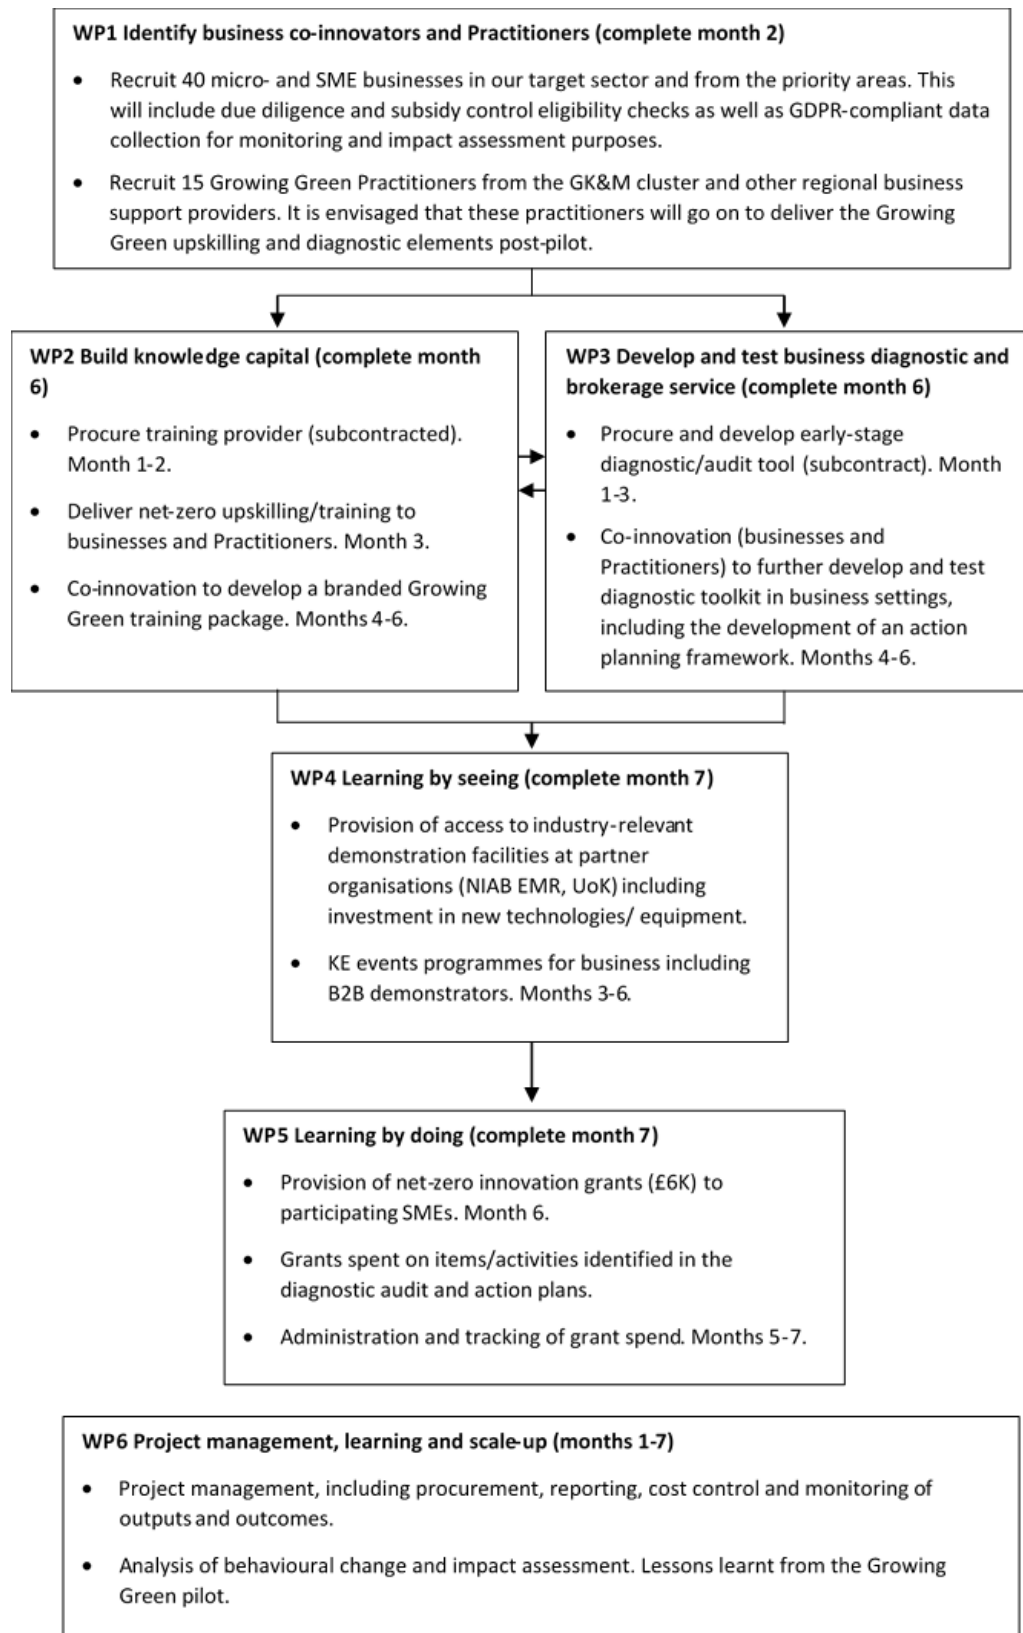 WP1 Identify business co-innovators and Practitioners (complete month 2)
• Recruit 40 micro- and SME businesses in our target sector and from the priority areas. This
will include due diligence and subsidy control eligibility checks as well as GDPR-compliant data
collection for monitoring and impact assessment purposes.
• Recruit 15 Growing Green Practitioners from the GK&M cluster and other regional business
support providers. It is envisaged that these practitioners will go on to deliver the Growing
Green upskilling and diagnostic elements post-pilot.
WP2 Build knowledge capital (complete month
6)
• Procure training provider (subcontracted).
Month 1-2.
• Deliver net-zero upskilling/training to
businesses and Practitioners. Month 3.
• Co-innovation to develop a branded Growing
Green training package. Months 4-6.
WP3 Develop and test business diagnostic and
brokerage service (complete month 6)
• Procure and develop early-stage
diagnostic/audit tool (subcontract). Month
1-3.
• Co-innovation (businesses and
Practitioners) to further develop and test
diagnostic toolkit in business settings,
including the development of an action
planning framework. Months 4-6.
WP4 Learning by seeing (complete month 7)
• Provision of access to industry-relevant
demonstration facilities at partner
organisations (NIAB EMR, UoK) including
investment in new technologies/ equipment.
• KE events programmes for business including
B2B demonstrators. Months 3-6.
WP5 Learning by doing (complete month 7)
• Provision of net-zero innovation grants (£6K) to
participating SMEs. Month 6.
• Grants spent on items/activities identified in the
diagnostic audit and action plans.
• Administration and tracking of grant spend. Months 5-7.
WP6 Project management, learning and scale-up (months 1-7)
• Project management, including procurement, reporting, cost control and monitoring of
outputs and outcomes.
• Analysis of behavioural change and impact assessment. Lessons learnt from the Growing
Green pilot.